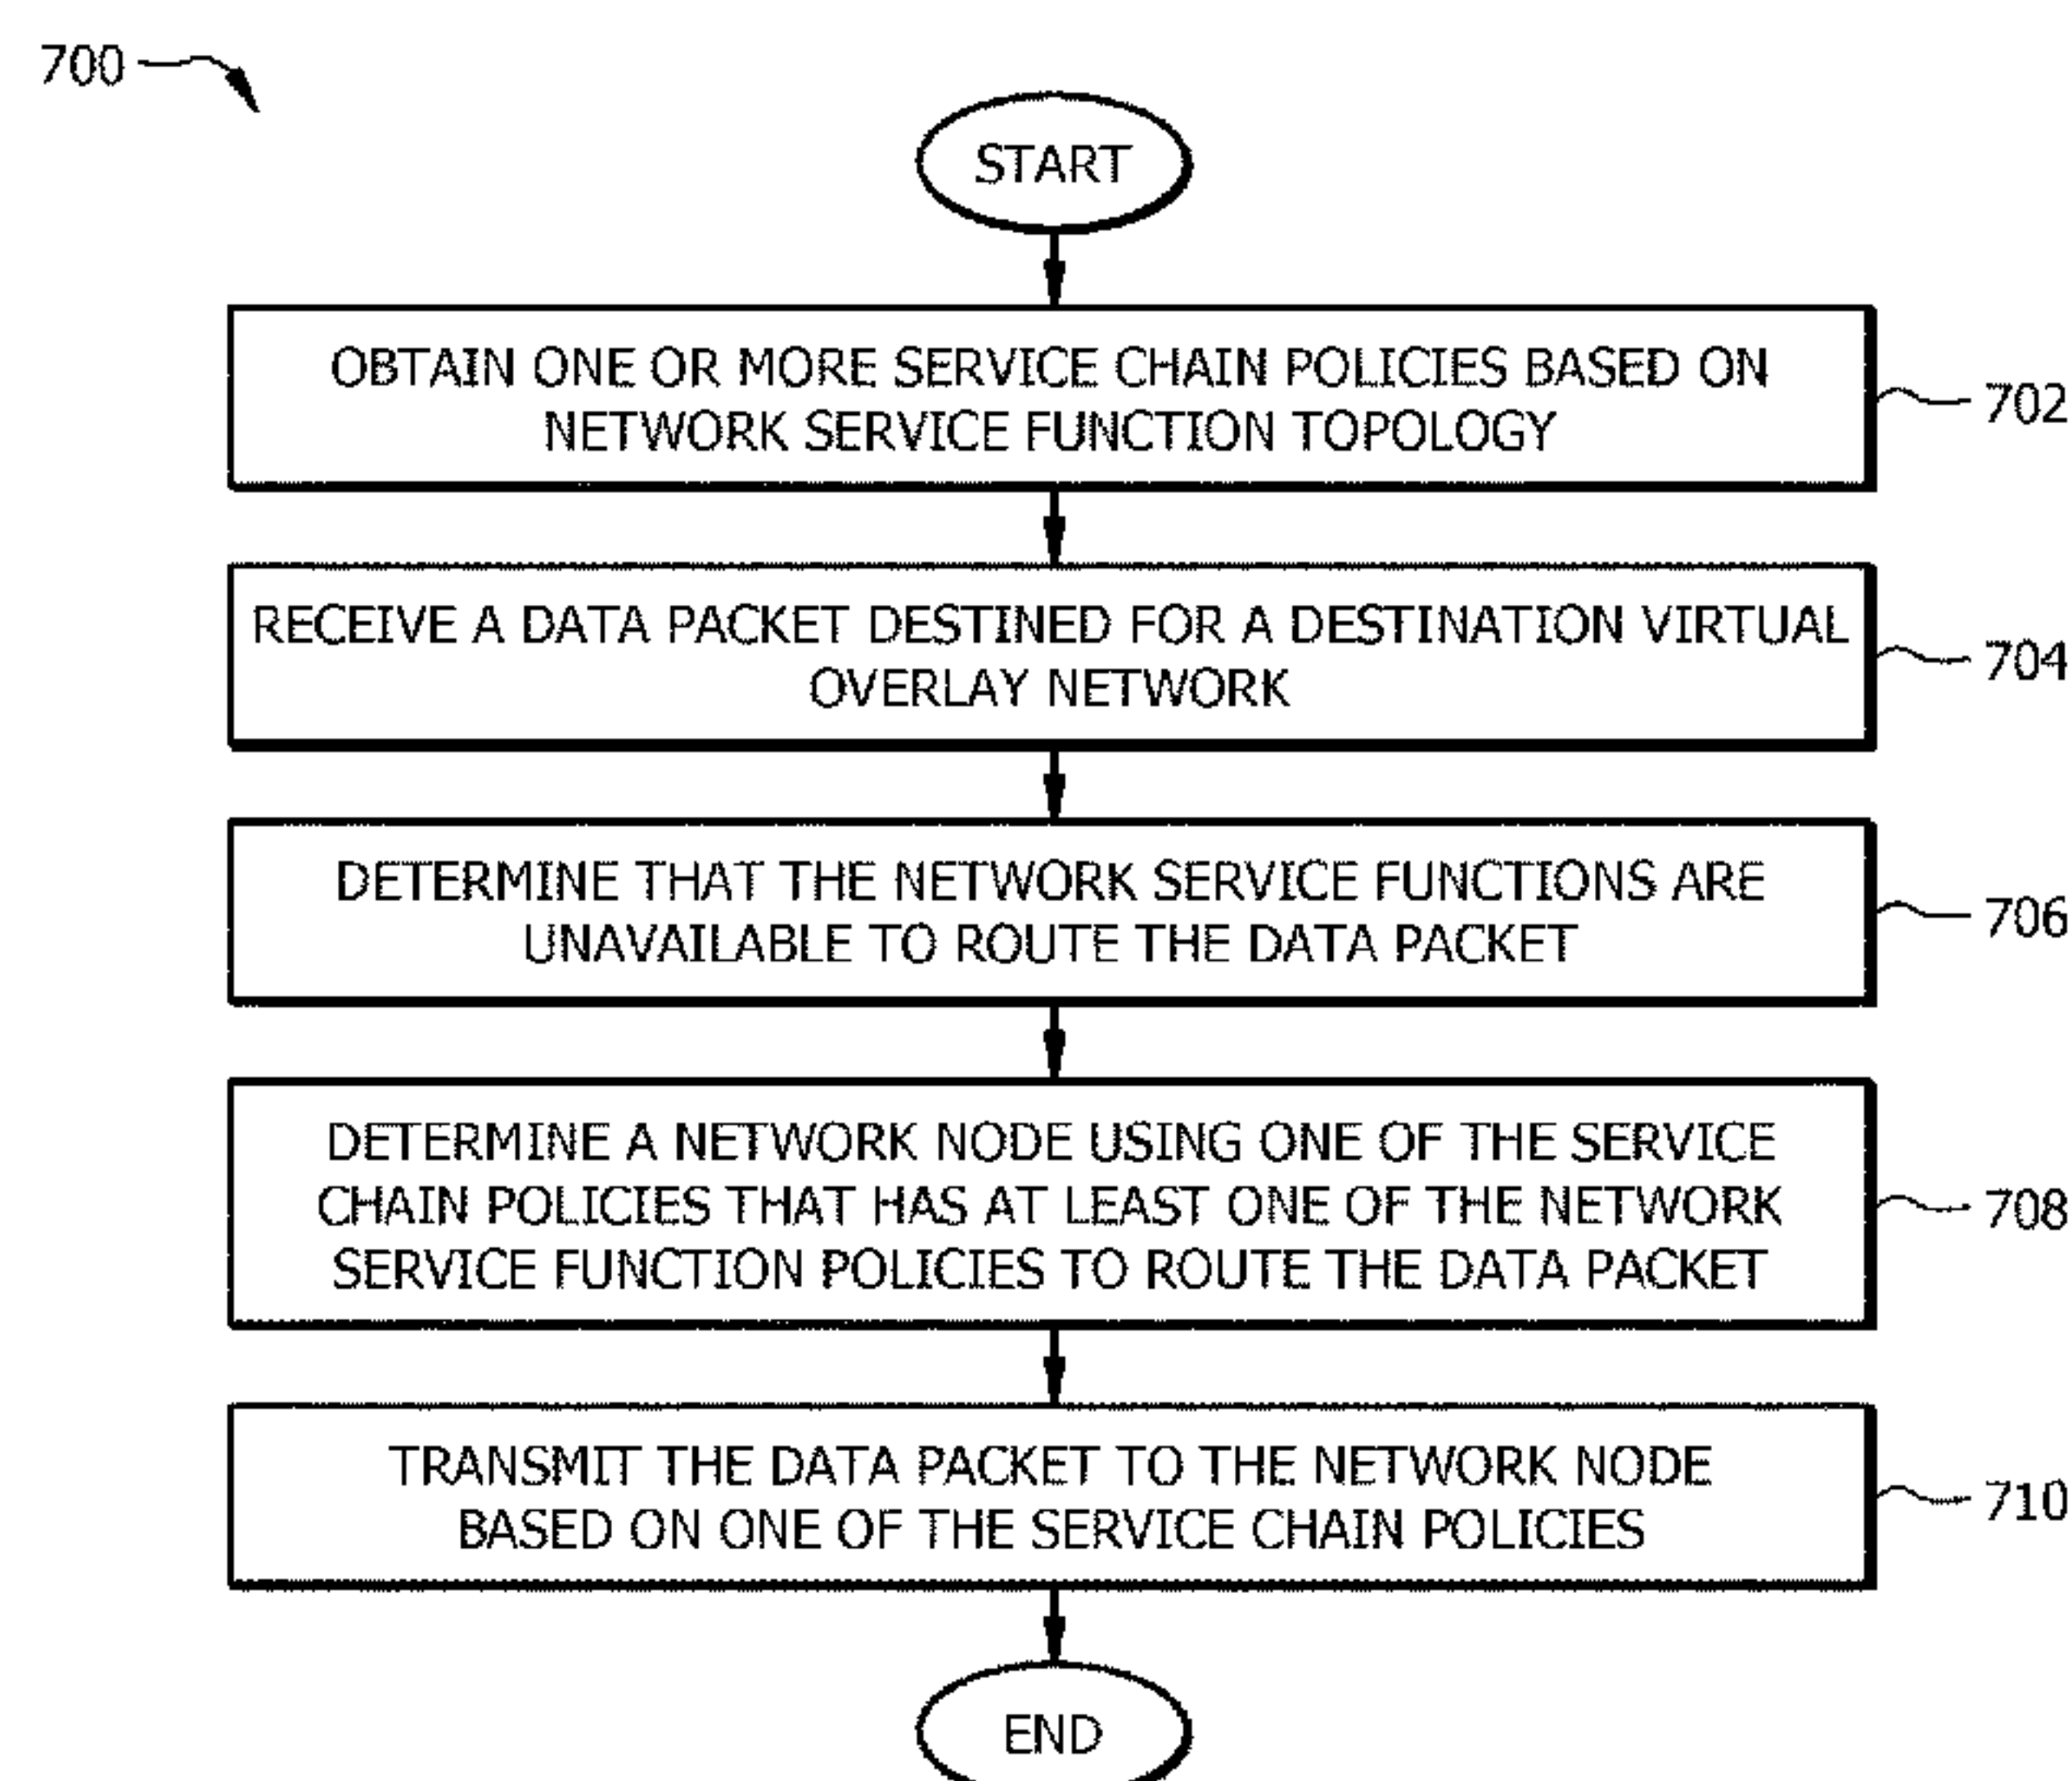 700
START
OBTAIN ONE OR MORE SERVICE CHAIN POLICIES BASED ON
NETWORK SERVICE FUNCTION TOPOLOGY
702
RECEIVE A DATA PACKET DESTINED FOR A DESTINATION VIRTUAL
OVERLAY NETWORK
704
DETERMINE THAT THE NETWORK SERVICE FUNCTIONS ARE
UNAVAILABLE TO ROUTE THE DATA PACKET
706
DETERMINE A NETWORK NODE USING ONE OF THE SERVICE
CHAIN POLICIES THAT HAS AT LEAST ONE OF THE NETWORK
SERVICE FUNCTION POLICIES TO ROUTE THE DATA PACKET
708
TRANSMIT THE DATA PACKET TO THE NETWORK NODE
BASED ON ONE OF THE SERVICE CHAIN POLICIES
710
END